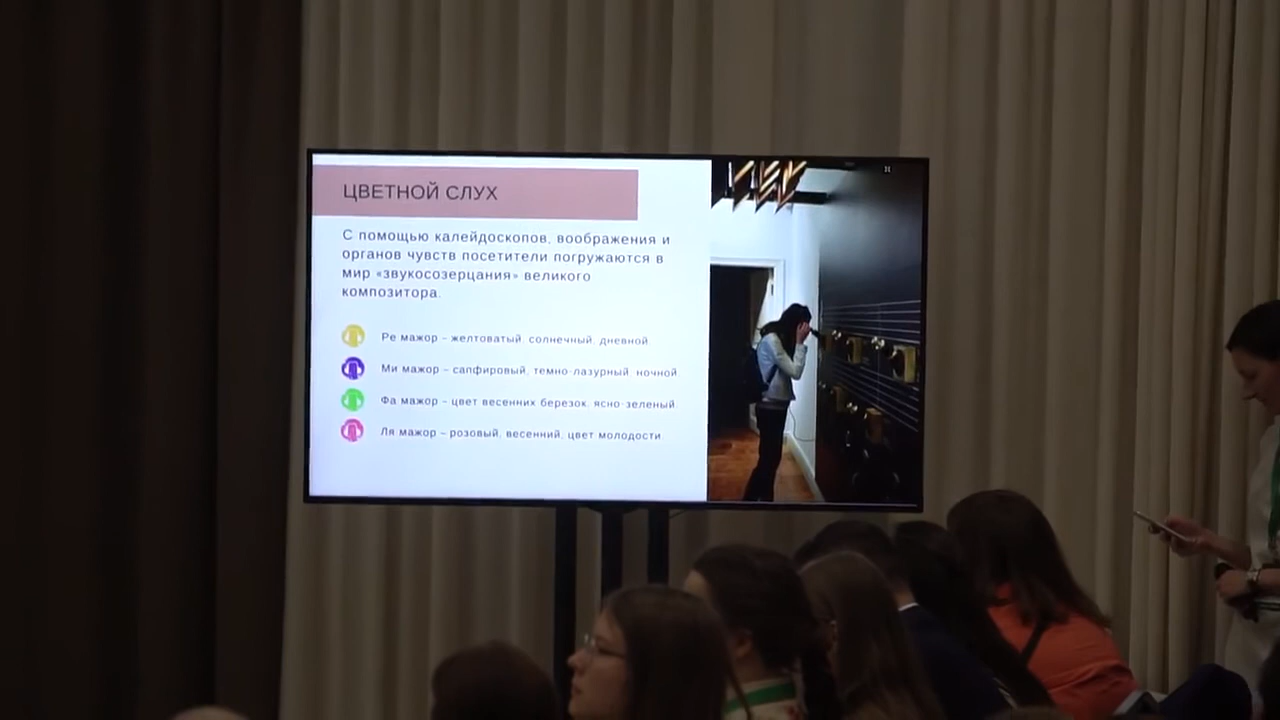 ЦВЕТНОЙ СЛУХ
С помощью калейдоскопов, воображения и
органов чувств посетители погружаются в
мир «звукосозерцания» великого
композитора.
Ре мажор – желтоватый, солнечный, дневной.
Ми мажор – сапфировый, темно-лазурный, ночной.
Фа мажор – цвет весенних березок, ясно-зеленый.
Ля мажор – розовый, весенний, цвет молодости.